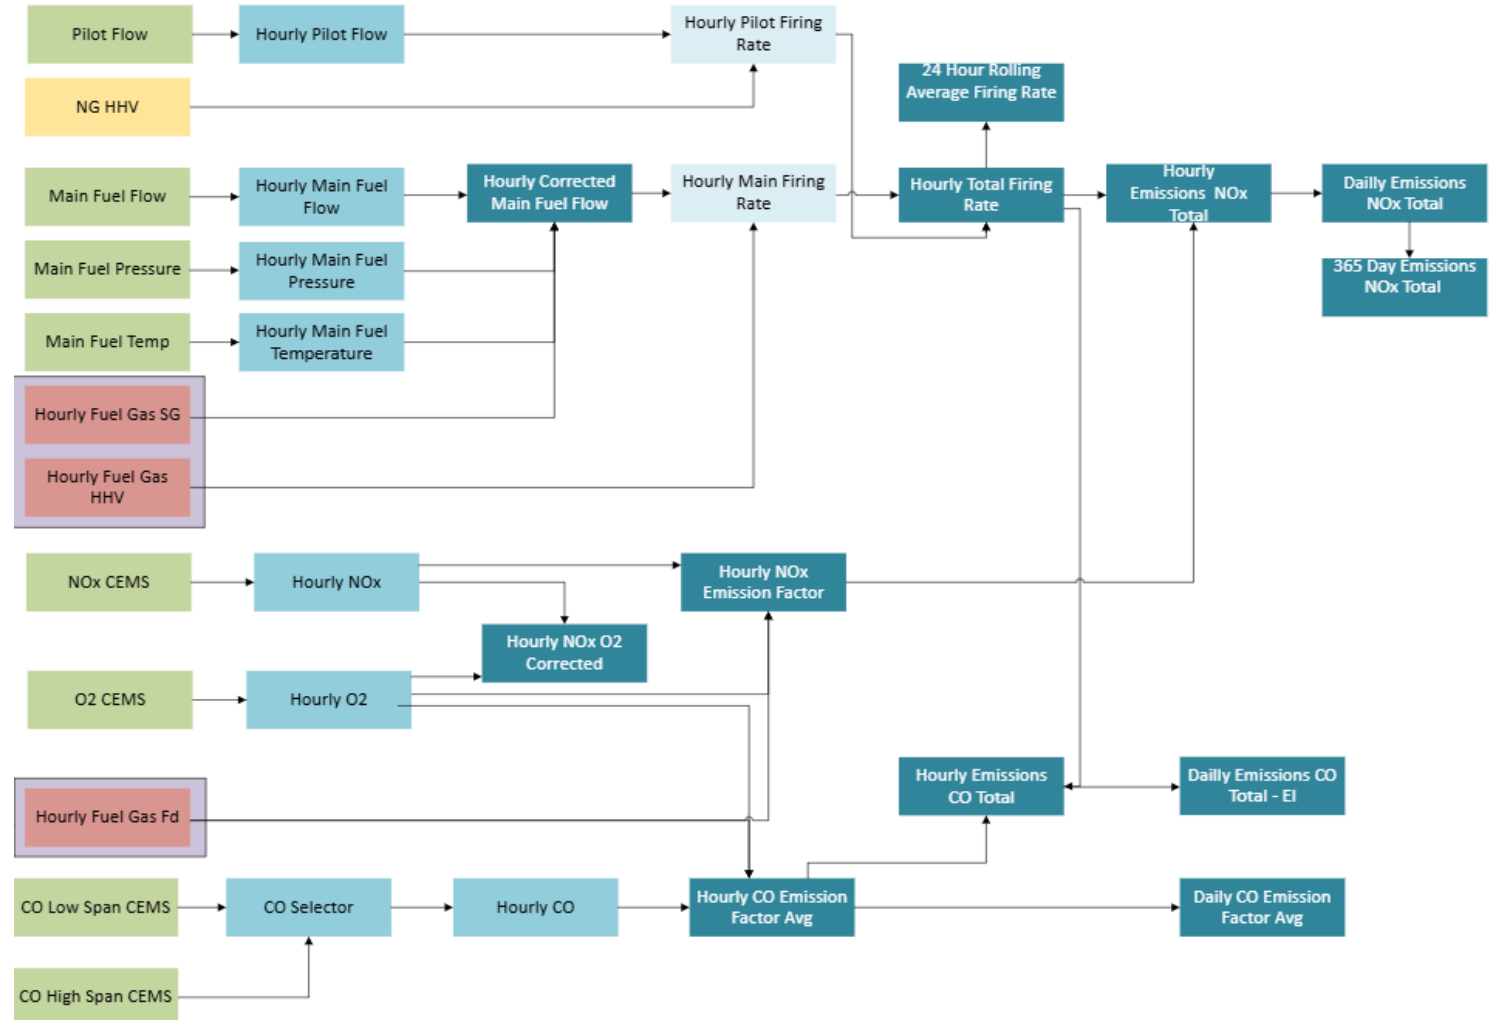 Pilot Flow
Hourly Pilot Flow
Hourly Pilot Firing
Rate
NG HHV
24 Hour Rolling
Average Firing Rate
Main Fuel Flow
Hourly Main Fuel
Flow
Hourly Corrected
Main Fuel Flow
Hourly Main Firing
Rate
Hourly Total Firing
Rate
Hourly
Emissions NOx
Total
Dailly Emissions
NOx Total
Main Fuel Pressure
Hourly Main Fuel
Pressure
365 Day Emissions
NOx Total
Main Fuel Temp
Hourly Main Fuel
Temperature
Hourly Fuel Gas SG
Hourly Fuel Gas
HHV
NOx CEMS
Hourly NOx
Hourly NOx
Emission Factor
Hourly NOx O2
Corrected
O2 CEMS
Hourly O2
Hourly Emissions
CO Total
Dailly Emissions CO
Total - EI
Hourly Fuel Gas Fd
CO Low Span CEMS
CO Selector
Hourly CO
Hourly CO Emission
Factor Avg
Daily CO Emission
Factor Avg
CO High Span CEMS